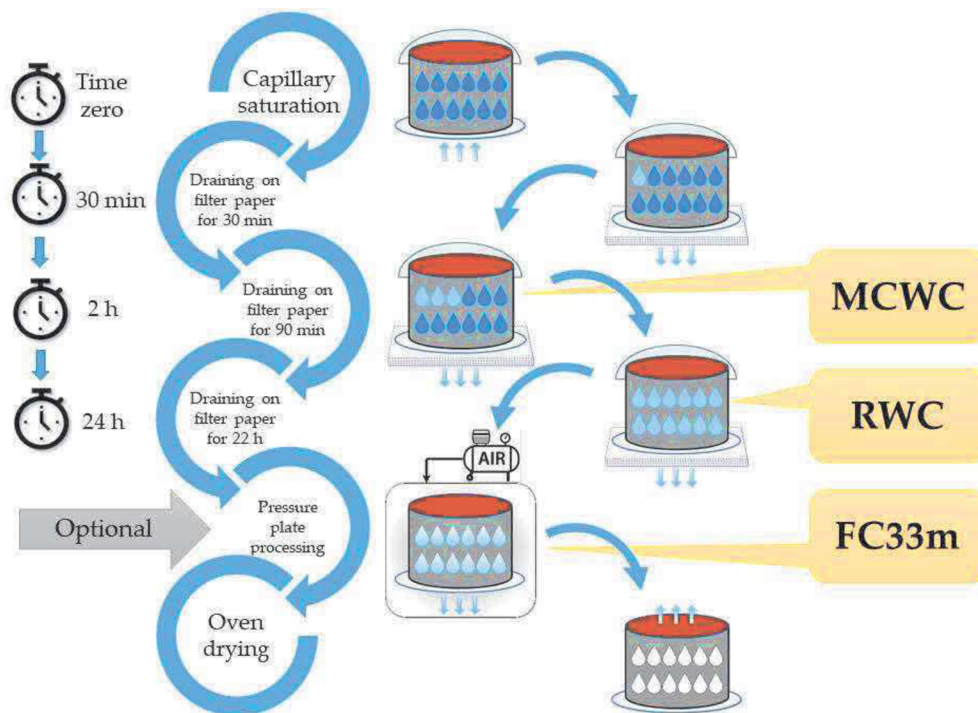 Time
zero
30 min
2 h
24 h
Optional
Capillary
saturation
Draining on
filter paper
for 30 min
Draining on
filter paper
for 90 min
Draining on
filter paper
for 22 h
Pressure
plate
processing
Oven
drying
AIR
MCWC
RWC
FC33m